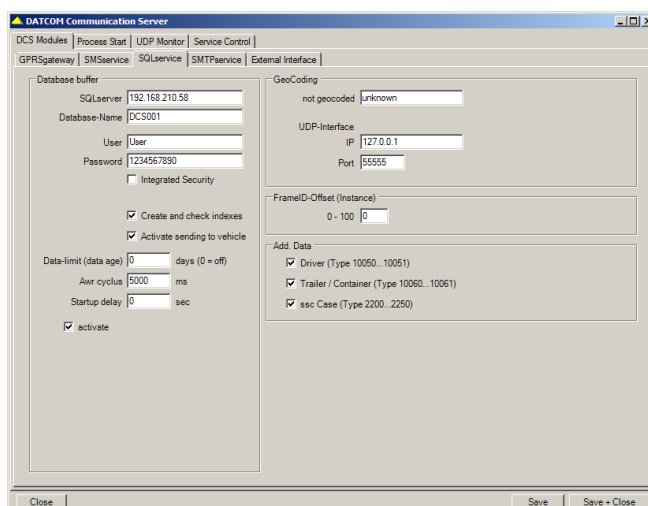 DATCOM Communication Server
DCS Modules Process Start UDP Monitor Service Control
GPRSgateway SMSservice SQLservice SMTPservice External Interface
Database buffer
SQLserver 192.168.210.58
Database-Name DCS001
User User
Password 1234567890
Integrated Security
Create and check indexes
Activate sending to vehicle
Data-limit (data age) 0 days (0 = off)
Awr cyclus 5000 ms
Startup delay 0 sec
activate
GeoCoding
not geocoded unknown
UDP-Interface
IP 127.0.0.1
Port 55555
FrameID-Offset (Instance)
0 - 100 0
Add. Data
Driver (Type 10050...10051)
Trailer / Container (Type 10060...10061)
ssc Case (Type 2200...2250)
Close Save Save + Close